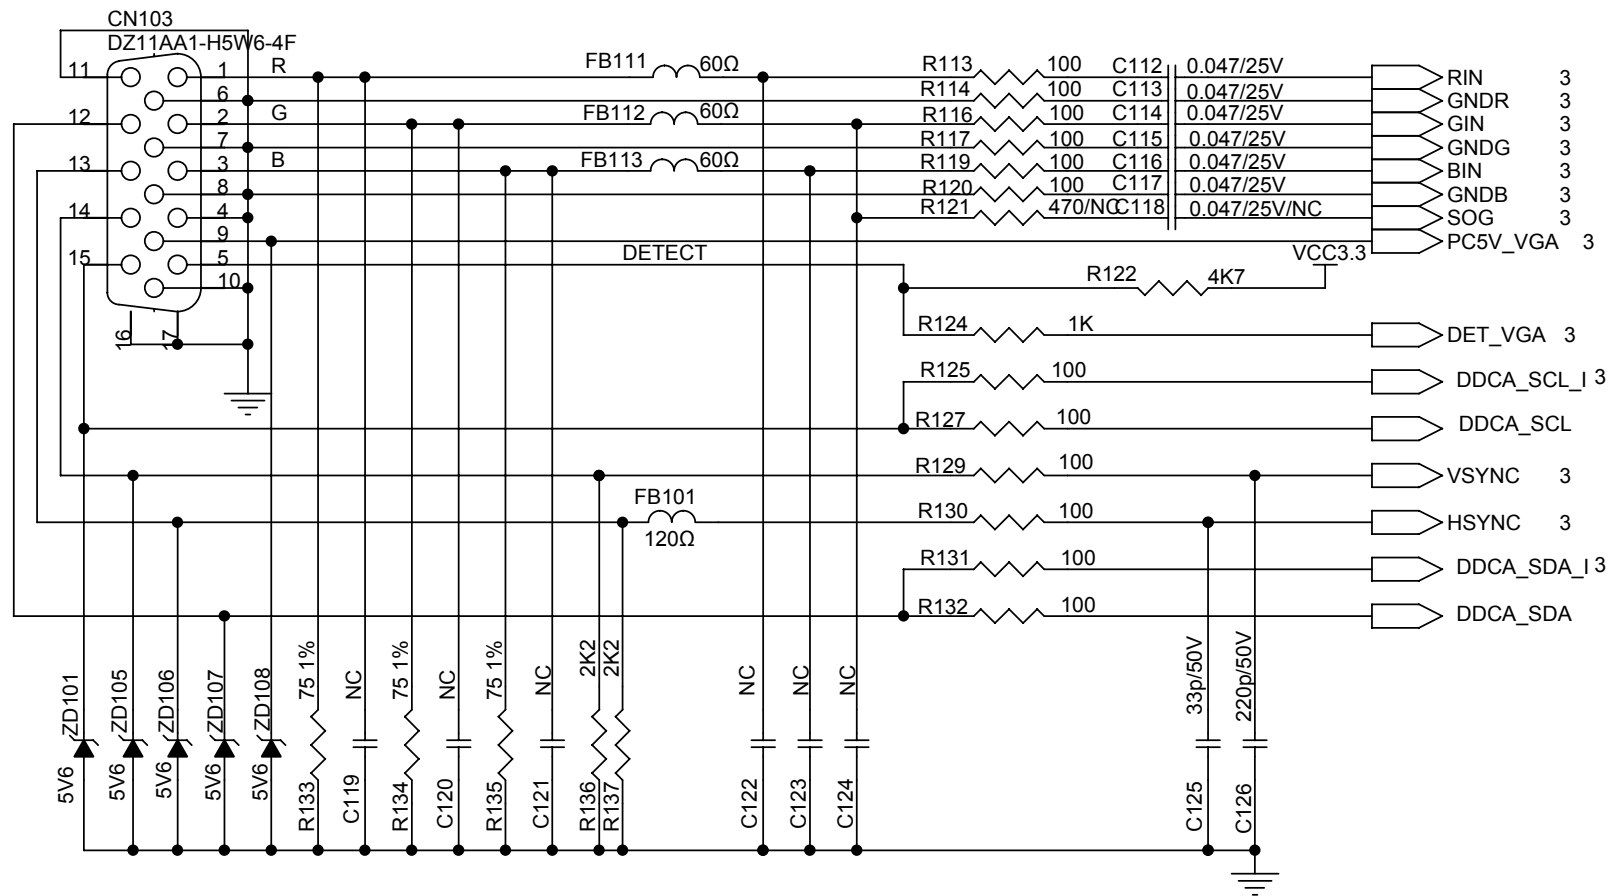 CN103
DZ11AA1-H5W6-4F
11
1
R
FB111
60Ω
R113
100
C112
0.047/25V
RIN 3
6
R114
100
C113
0.047/25V
GNDR 3
12
2
G
FB112
60Ω
R116
100
C114
0.047/25V
GIN 3
7
R117
100
C115
0.047/25V
GNDG 3
13
3
B
FB113
60Ω
R119
100
C116
0.047/25V
BIN 3
8
R120
100
C117
0.047/25V
GNDB 3
14
4
R121
470/NC
C118
0.047/25V/NC
SOG 3
9
PC5V_VGA 3
15
5
DETECT
VCC3.3
10
R122
4K7
16
17
R124
1K
DET_VGA 3
R125
100
DDCA_SCL_I 3
R127
100
DDCA_SCL
R129
100
VSYNC 3
FB101
120Ω
R130
100
HSYNC 3
R131
100
DDCA_SDA_I 3
R132
100
DDCA_SDA
ZD101
5V6
ZD105
5V6
ZD106
5V6
ZD107
5V6
ZD108
5V6
75 1%
R133
NC
C119
75 1%
R134
NC
C120
75 1%
R135
NC
C121
2K2
R136
2K2
R137
NC
C122
NC
C123
NC
C124
33p/50V
C125
220p/50V
C126